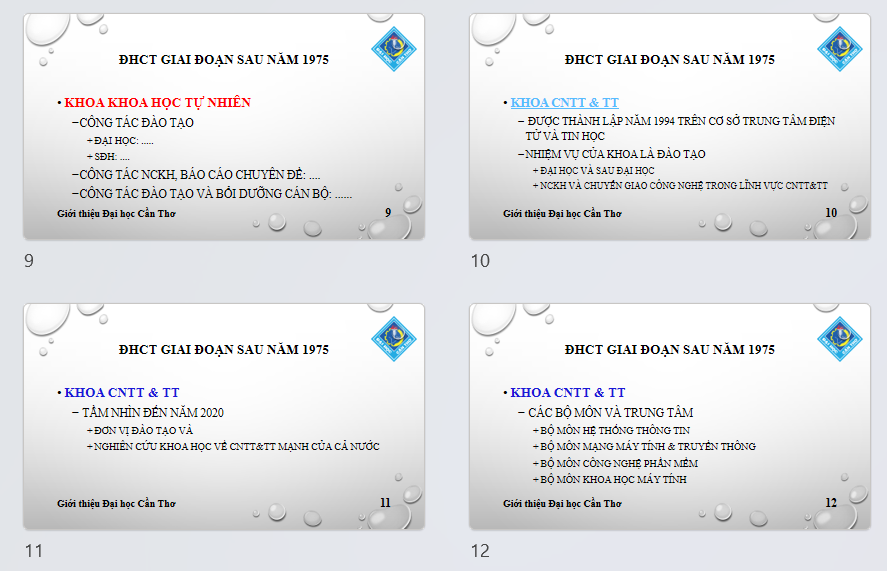 ĐHCT GIAI ĐOẠN SAU NĂM 1975
• KHOA KHOA HỌC TỰ NHIÊN
–CÔNG TÁC ĐÀO TẠO
+ĐẠI HỌC: .....
+SĐH: ....
–CÔNG TÁC NCKH, BÁO CÁO CHUYÊN ĐỀ: ....
–CÔNG TÁC ĐÀO TẠO VÀ BỒI DƯỠNG CÁN BỘ: ......
Giới thiệu Đại học Cần Thơ 9
9
ĐHCT GIAI ĐOẠN SAU NĂM 1975
• KHOA CNTT & TT
– ĐƯỢC THÀNH LẬP NĂM 1994 TRÊN CƠ SỞ TRUNG TÂM ĐIỆN
TỬ VÀ TIN HỌC
–NHIỆM VỤ CỦA KHOA LÀ ĐÀO TẠO
+ĐẠI HỌC VÀ SAU ĐẠI HỌC
+NCKH VÀ CHUYỂN GIAO CÔNG NGHỆ TRONG LĨNH VỰC CNTT&TT
Giới thiệu Đại học Cần Thơ 10
10
ĐHCT GIAI ĐOẠN SAU NĂM 1975
• KHOA CNTT & TT
– TẦM NHÌN ĐẾN NĂM 2020
+ĐƠN VỊ ĐÀO TẠO VÀ
+NGHIÊN CỨU KHOA HỌC VỀ CNTT&TT MẠNH CỦA CẢ NƯỚC
Giới thiệu Đại học Cần Thơ 11
11
ĐHCT GIAI ĐOẠN SAU NĂM 1975
• KHOA CNTT & TT
– CÁC BỘ MÔN VÀ TRUNG TÂM
+BỘ MÔN HỆ THỐNG THÔNG TIN
+BỘ MÔN MẠNG MÁY TÍNH & TRUYỀN THÔNG
+BỘ MÔN CÔNG NGHỆ PHẦN MỀM
+BỘ MÔN KHOA HỌC MÁY TÍNH
Giới thiệu Đại học Cần Thơ 12
12